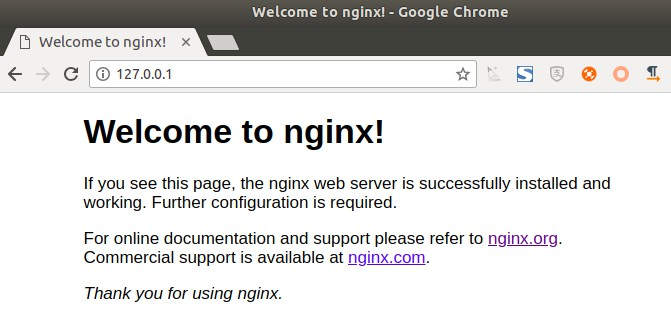 Welcome to nginx! - Google Chrome
Welcome to nginx!
127.0.0.1
Welcome to nginx!
If you see this page, the nginx web server is successfully installed and
working. Further configuration is required.
For online documentation and support please refer to nginx.org.
Commercial support is available at nginx.com.
Thank you for using nginx.